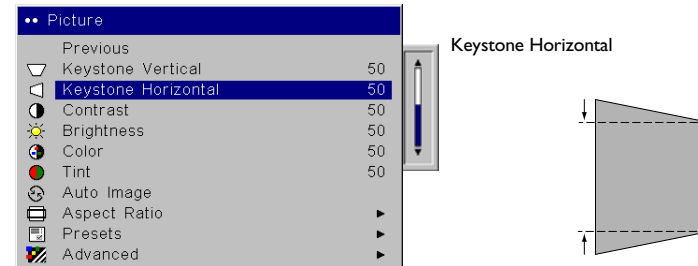 •• Picture
Previous
Keystone Vertical 50
Keystone Horizontal 50
Contrast 50
Brightness 50
Color 50
Tint 50
Auto Image
Aspect Ratio
Presets
Advanced
Keystone Horizontal